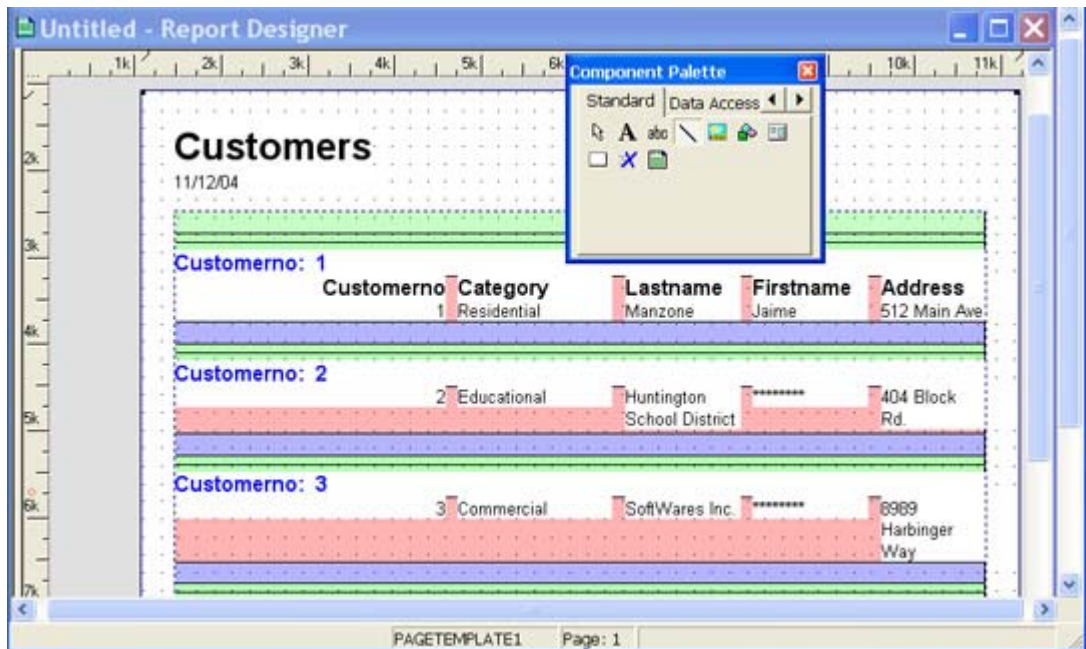 Untitled - Report Designer
1k 2k 3k 4k 5k 6k 10k 11k
Component Palette
Standard Data Access
A abc
2k
Customers
11/12/04
3k
Customerno: 1
Customerno Category Lastname Firstname Address
1 Residential Manzone Jaime 512 Main Ave
4k
Customerno: 2
2 Educational Huntington ******** 404 Block
5k
School District Rd.
Customerno: 3
6k
3 Commercial SoftWares Inc. ******** 8989
Harbinger
Way
7k
PAGETEMPLATE1 Page: 1